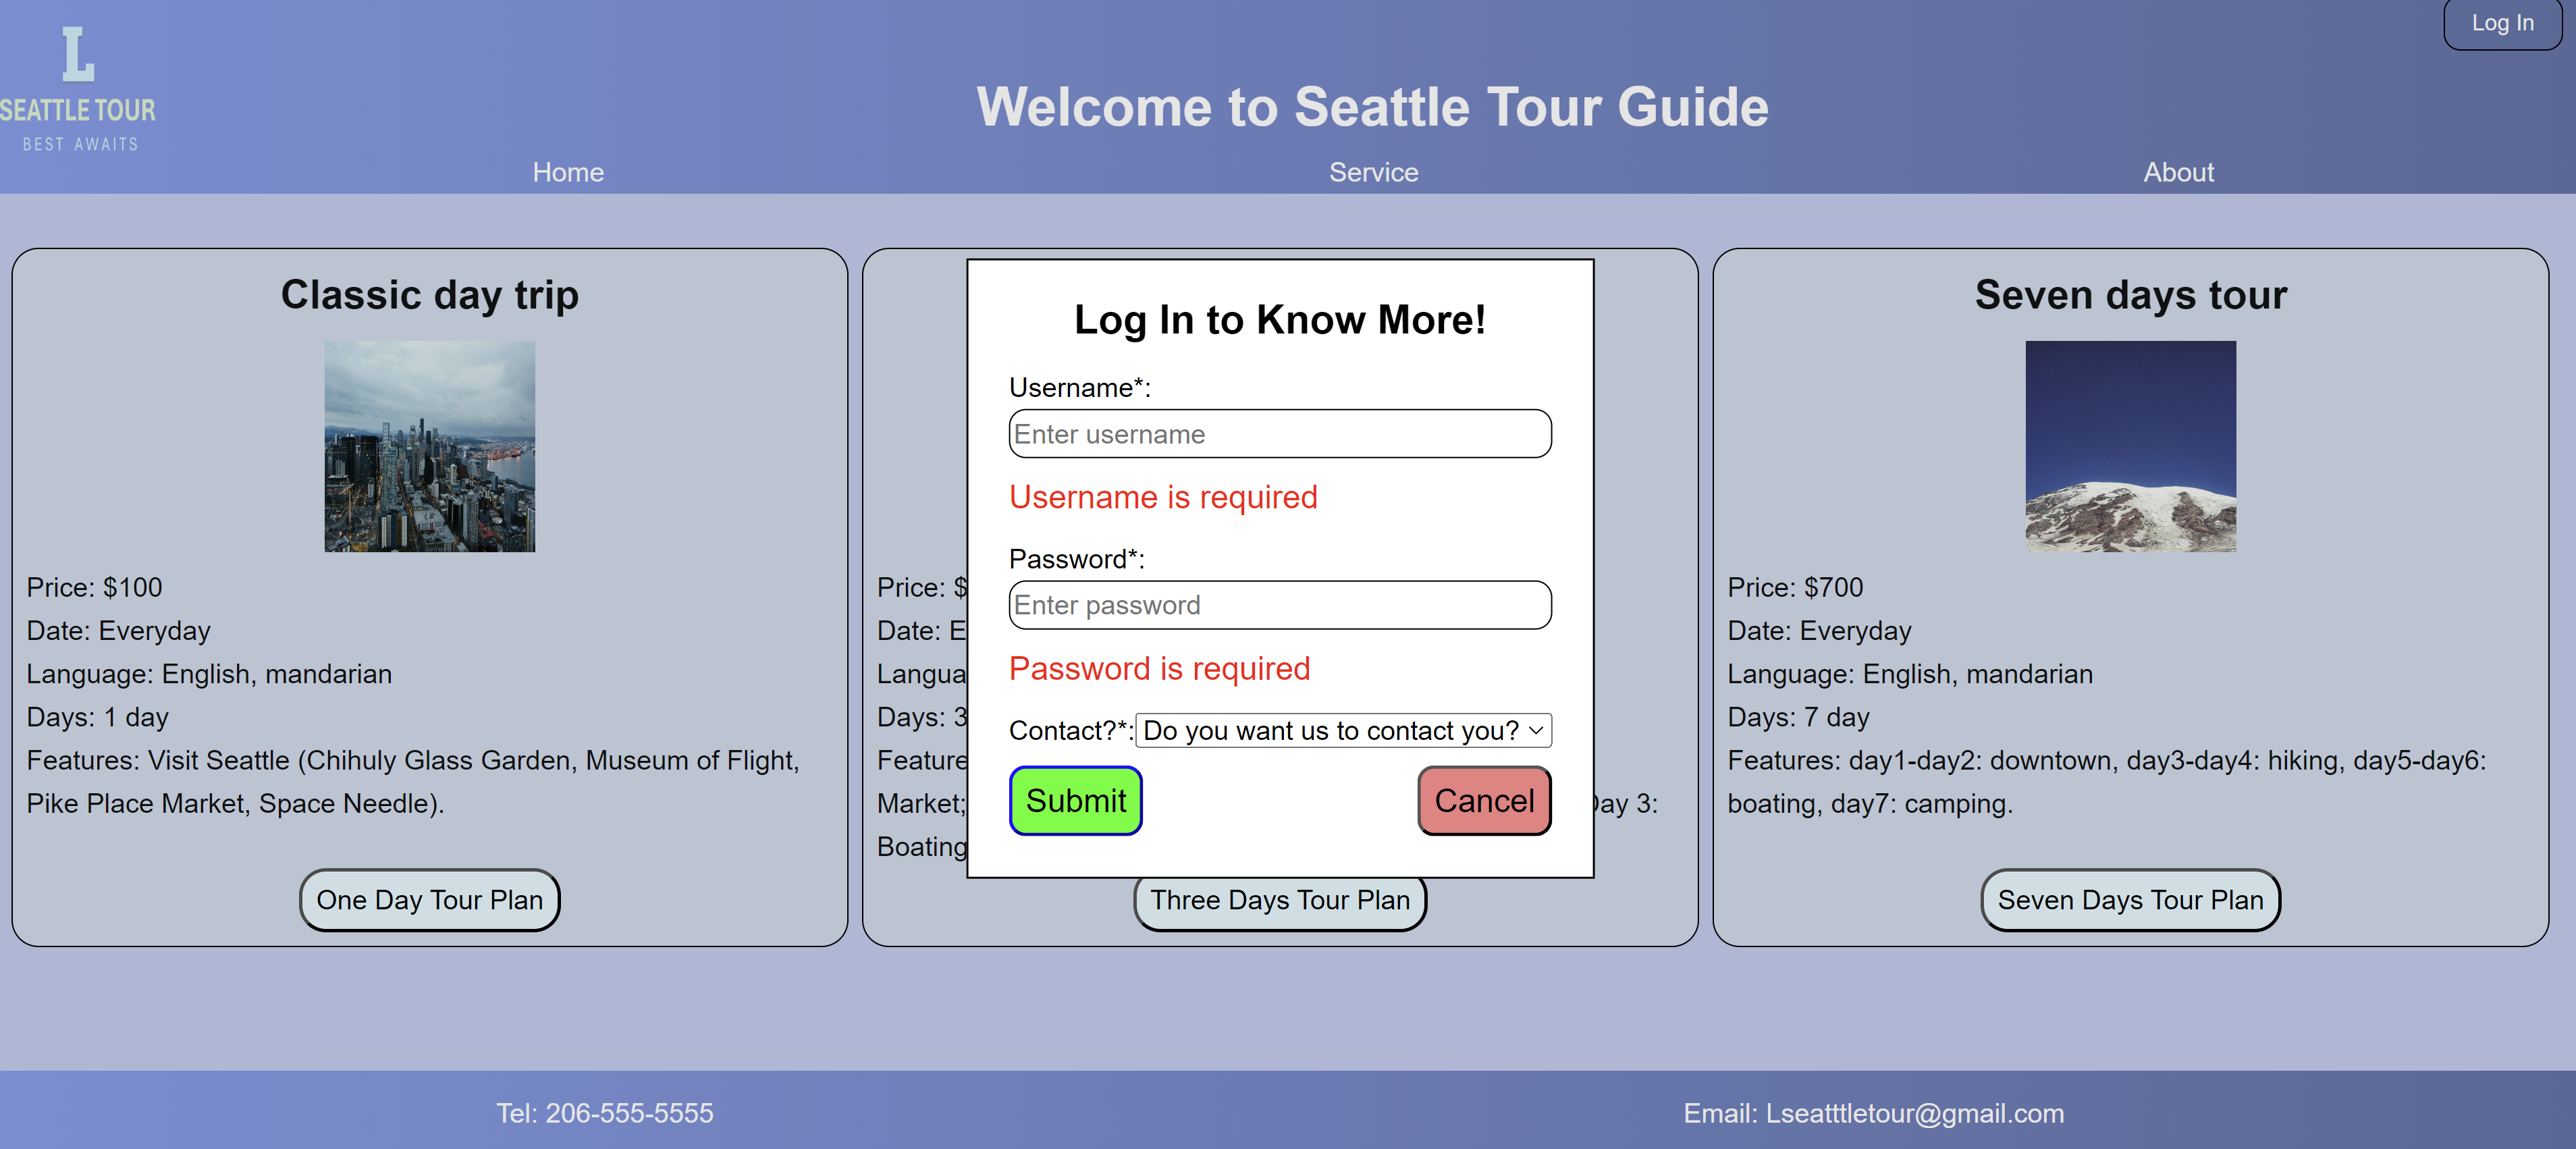 L
SEATTLE TOUR
BEST AWAITS
Log In
Welcome to Seattle Tour Guide
Home
Service
About
Classic day trip
Price: $100
Date: Everyday
Language: English, mandarin
Days: 1 day
Features: Visit Seattle (Chihuly Glass Garden, Museum of Flight,
Pike Place Market, Space Needle).
One Day Tour Plan
Price: $
Date: E
Langua
Days: 3
Feature
Market;
Day 3:
Boating
Three Days Tour Plan
Log In to Know More!
Username*:
Enter username
Username is required
Password*:
Enter password
Password is required
Contact?*: Do you want us to contact you?
Submit
Cancel
Seven days tour
Price: $700
Date: Everyday
Language: English, mandarian
Days: 7 day
Features: day1-day2: downtown, day3-day4: hiking, day5-day6:
boating, day7: camping.
Seven Days Tour Plan
Tel: 206-555-5555
Email: Lseatttletour@gmail.com